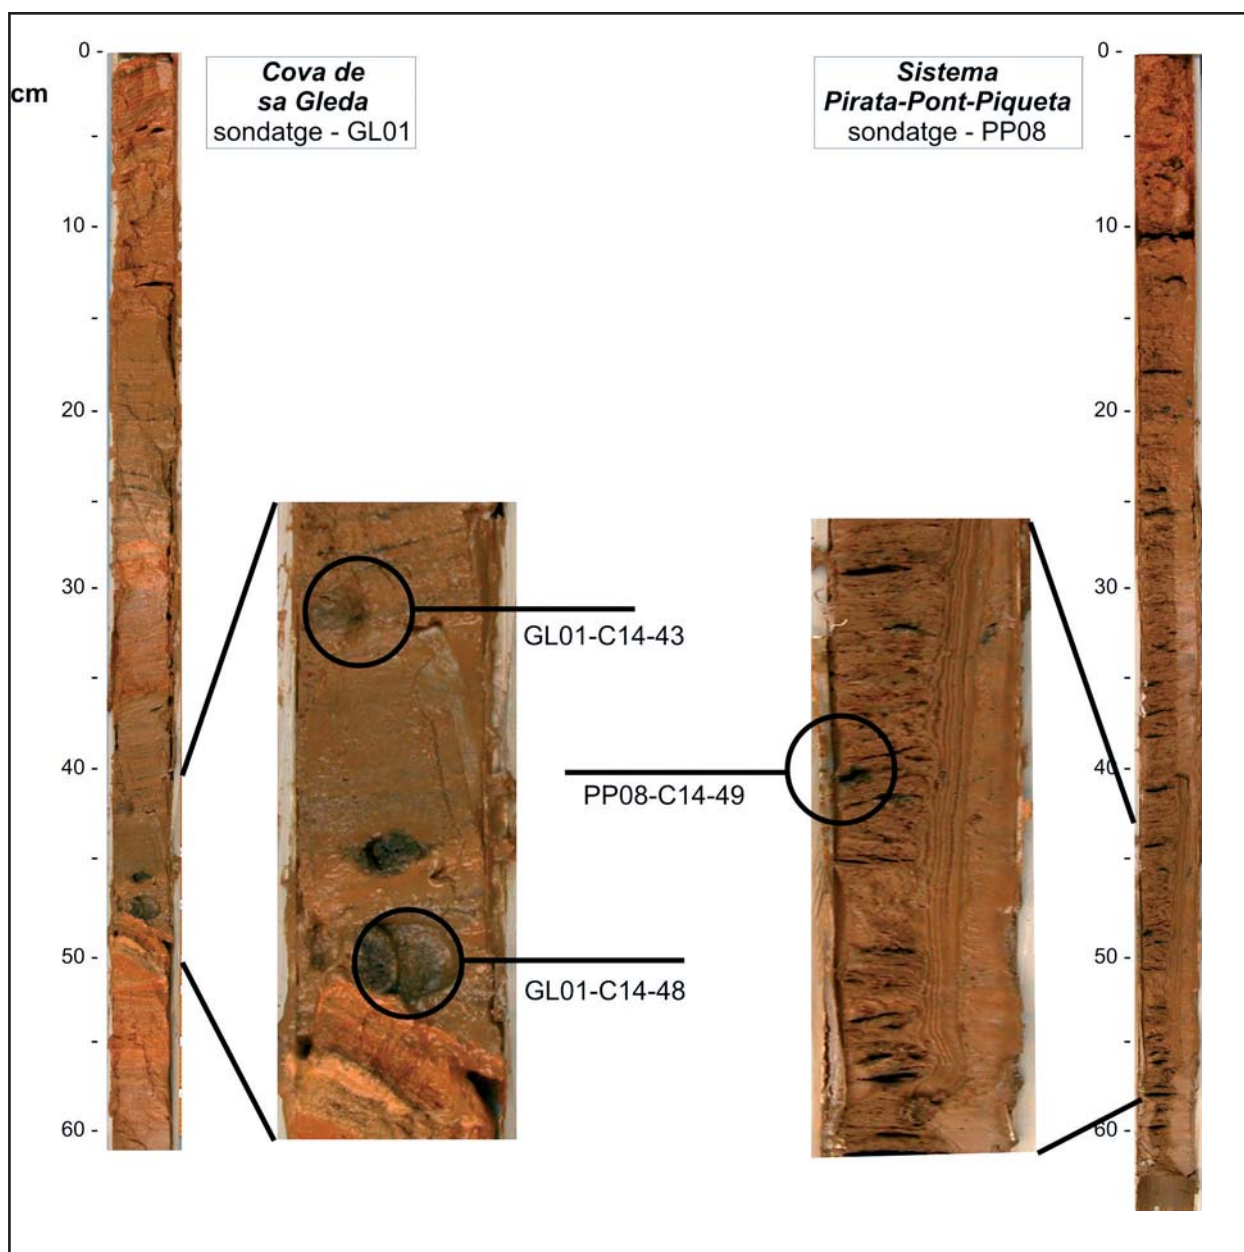 cm
0 -
-
10 -
-
20 -
-
30 -
-
40 -
-
50 -
-
60 -
Cova de
sa Gleda
sondatge - GL01
GL01-C14-43
GL01-C14-48
Sistema
Pirata-Pont-Piqueta
sondatge - PP08
PP08-C14-49
0 -
-
10 -
-
20 -
-
30 -
-
40 -
-
50 -
-
60 -